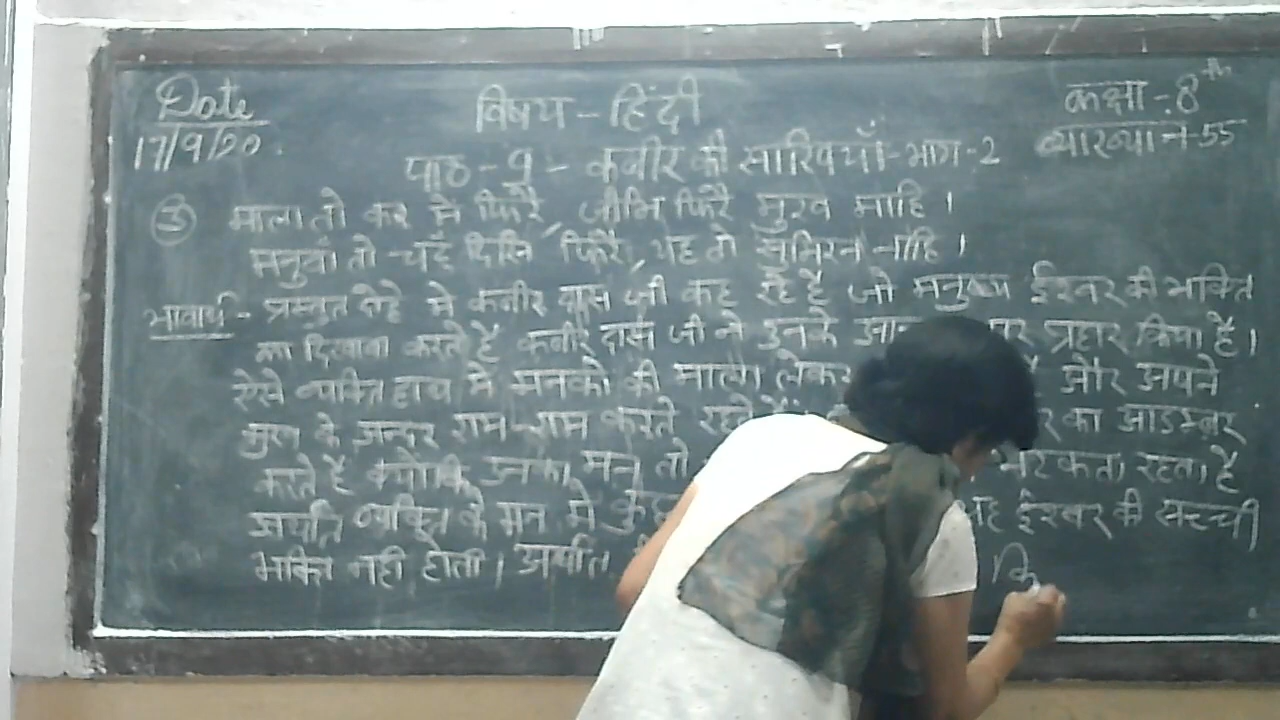 Date
17/9/20.
विषय - हिंदी
कक्षा - 8th
व्याख्यान-55
पाठ - 9 - कबीर की साखियाँ - भाग - 2
③ माला तो कर में फिरै, जीभि फिरै मुख माहि।
मनुवाँ तो चहुँ दिसि फिरै, यह तो सुमिरन नाहि।
भावार्थ - प्रस्तुत दोहे मे कबीर दास जी कह रहे है जो मनुष्य ईश्वर की भक्ति
का दिखावा करते है कबीर दास जी ने उनके पर प्रहार किया है।
ऐसे व्यक्ति हाथ में मनको की माला लेकर और अपने
मुख के अन्दर राम-राम करते रहते का आडम्बर
करते है क्योंकि उनका मन तो भटकता रहता है
अर्थात व्यक्ति के मन मे ईश्वर की सच्ची
भक्ति नही होती। अर्थात